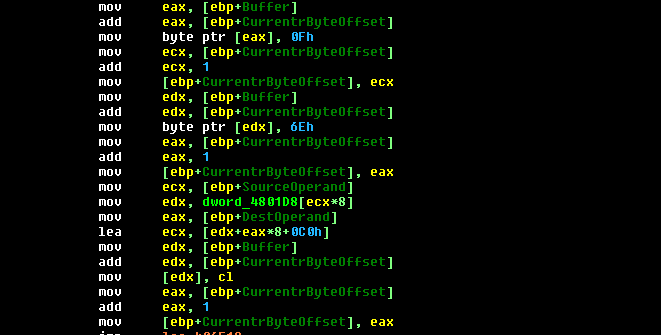 mov eax, [ebp+Buffer]
add eax, [ebp+CurrentrByteOffset]
mov byte ptr [eax], 0Fh
mov ecx, [ebp+CurrentrByteOffset]
add ecx, 1
mov [ebp+CurrentrByteOffset], ecx
mov edx, [ebp+Buffer]
add edx, [ebp+CurrentrByteOffset]
mov byte ptr [edx], 6Eh
mov eax, [ebp+CurrentrByteOffset]
add eax, 1
mov [ebp+CurrentrByteOffset], eax
mov ecx, [ebp+SourceOperand]
mov edx, dword_4801D8[ecx*8]
mov eax, [ebp+DestOperand]
lea ecx, [edx+eax*8+0C0h]
mov edx, [ebp+Buffer]
add edx, [ebp+CurrentrByteOffset]
mov [edx], cl
mov eax, [ebp+CurrentrByteOffset]
add eax, 1
mov [ebp+CurrentrByteOffset], eax